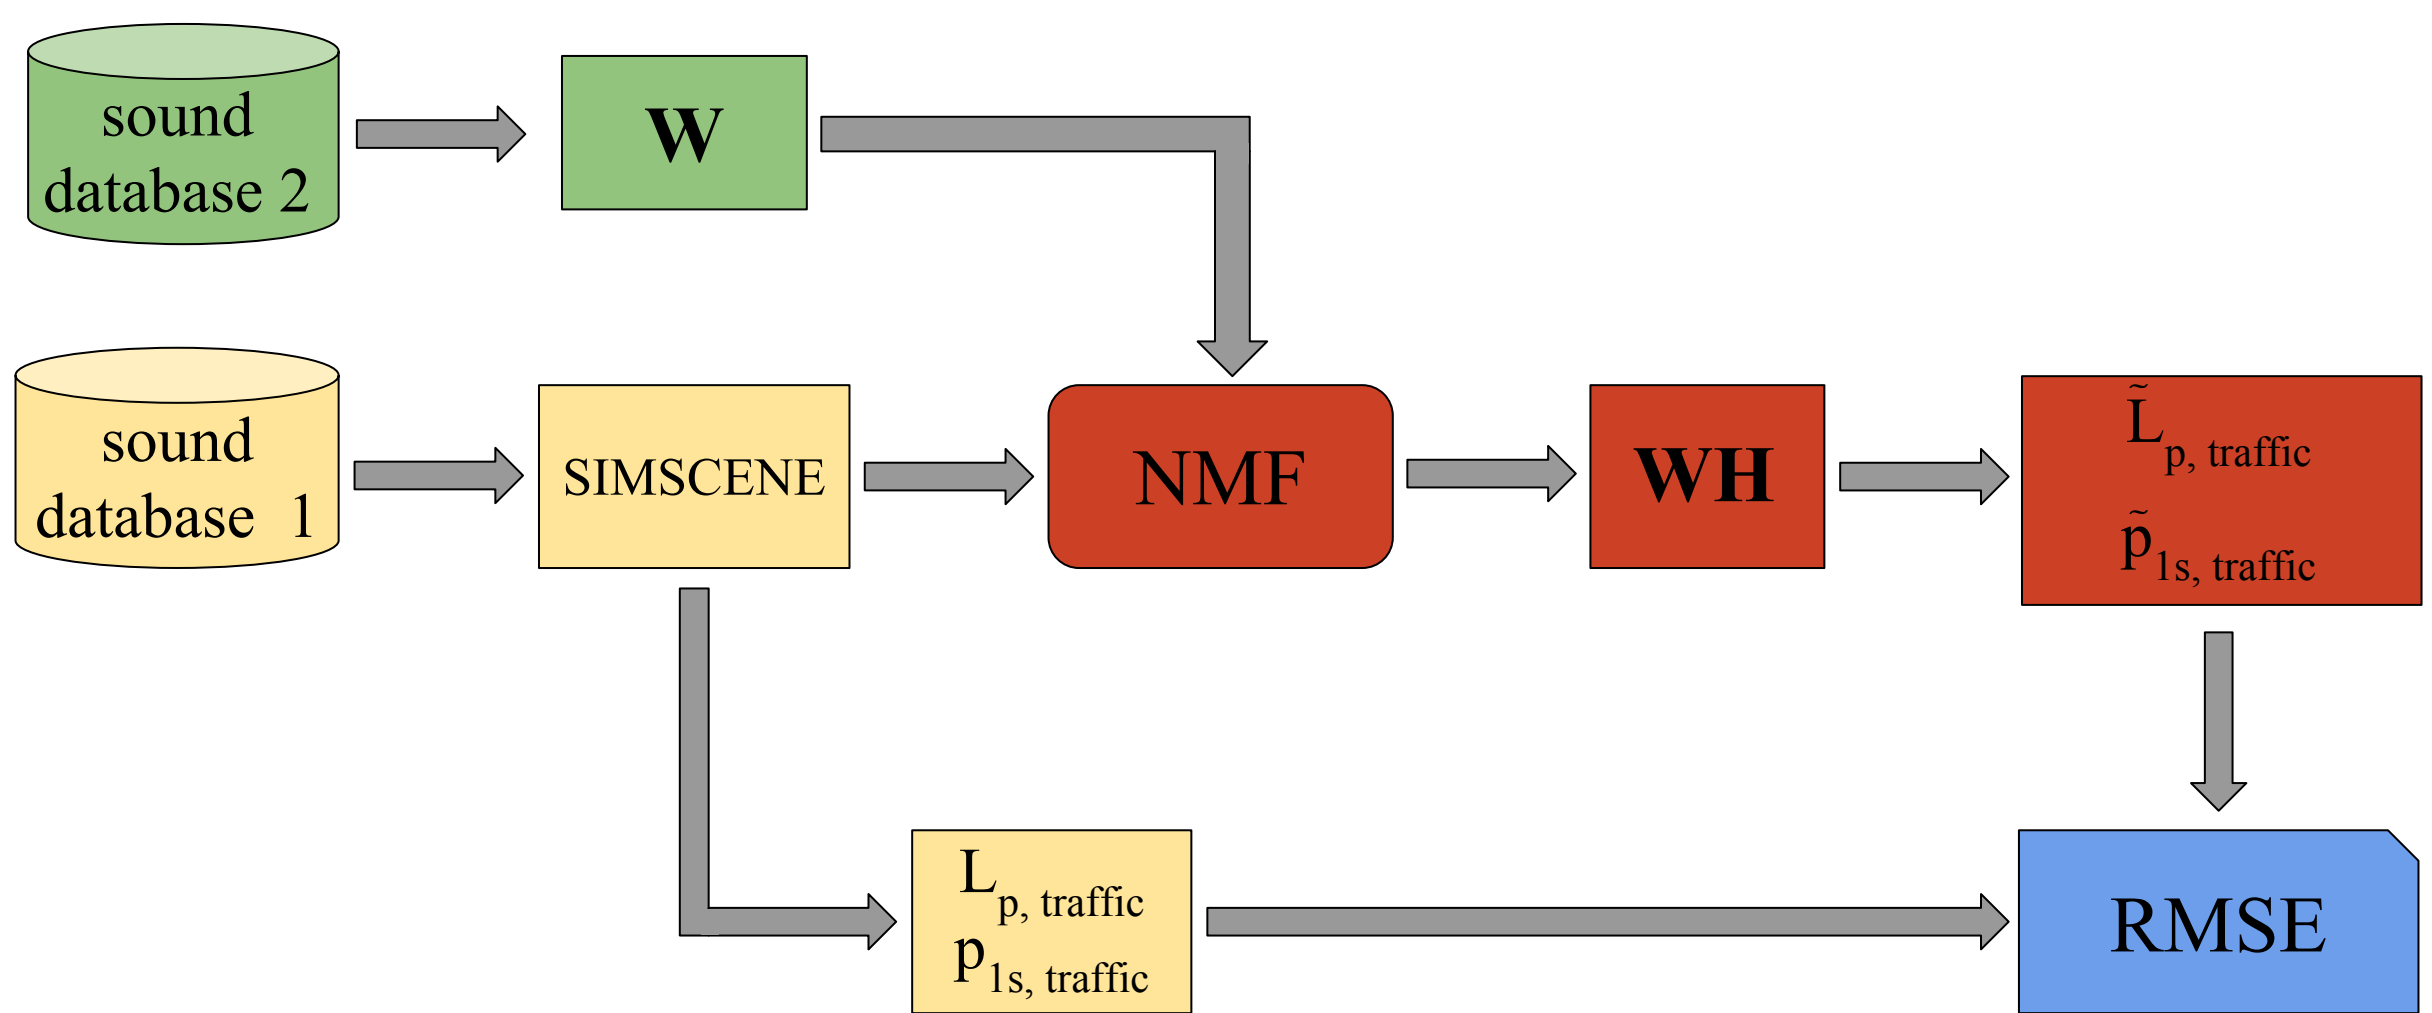 sound
database 2
W
sound
database 1
SIMSCENE
NMF
WH
L̃p, traffic
p̃1s, traffic
Lp, traffic
p1s, traffic
RMSE